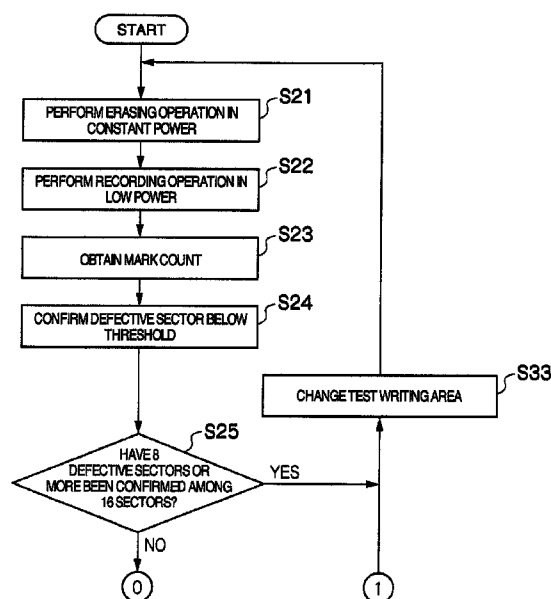 START
S21
PERFORM ERASING OPERATION IN
CONSTANT POWER
S22
PERFORM RECORDING OPERATION IN
LOW POWER
S23
OBTAIN MARK COUNT
S24
CONFIRM DEFECTIVE SECTOR BELOW
THRESHOLD
S33
CHANGE TEST WRITING AREA
S25
HAVE 8
DEFECTIVE SECTORS OR
MORE BEEN CONFIRMED AMONG
16 SECTORS?
YES
NO
0
1